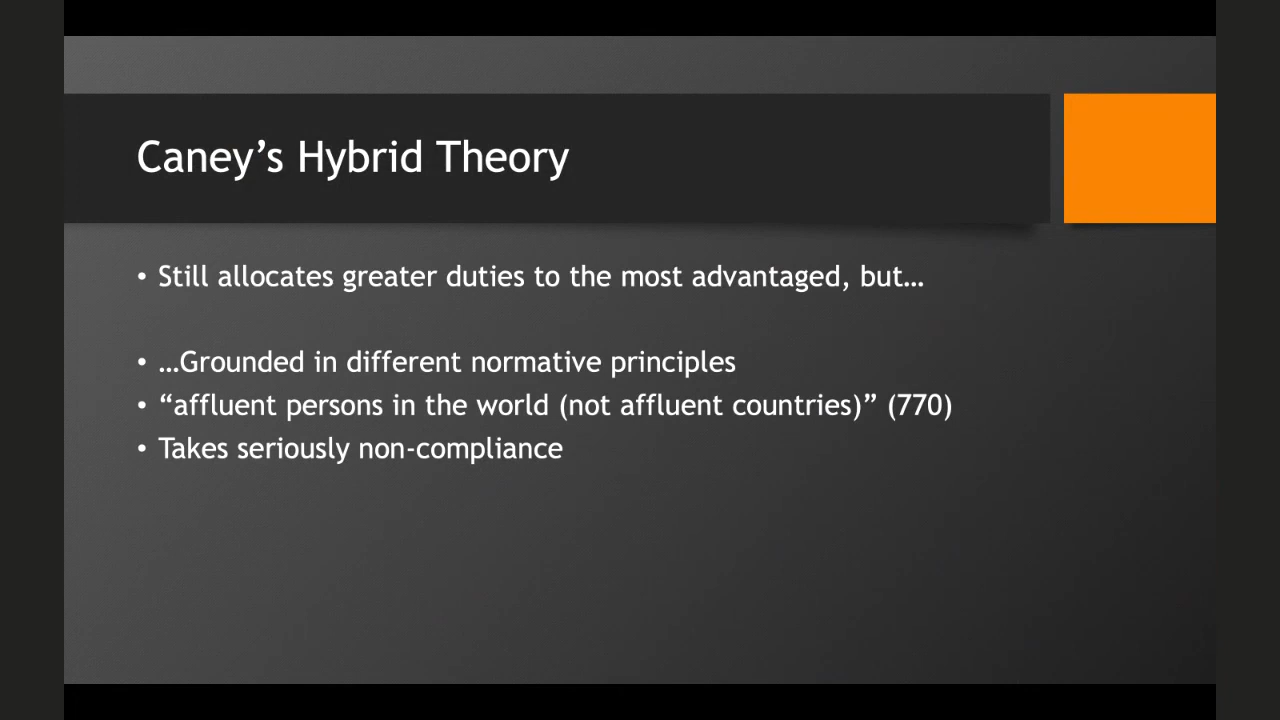 Caney’s Hybrid Theory
• Still allocates greater duties to the most advantaged, but…
• …Grounded in different normative principles
• “affluent persons in the world (not affluent countries)” (770)
• Takes seriously non-compliance